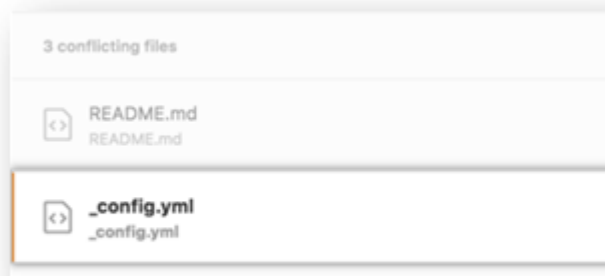 3 conflicting files
README.md
README.md
_config.yml
_config.yml